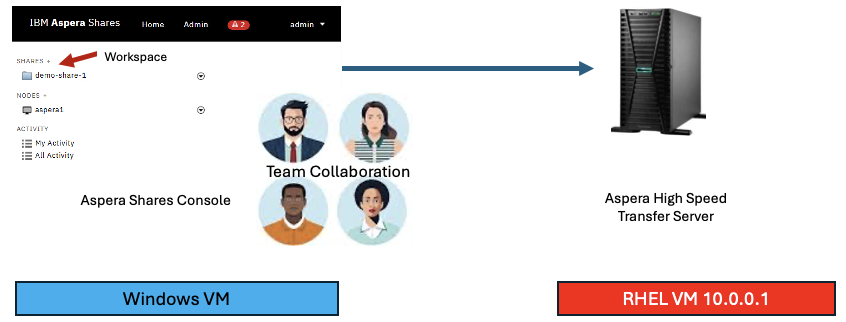 IBM Aspera Shares Home Admin 2 admin
Workspace
SHARES +
demo-share-1
NODES +
aspera1
ACTIVITY
My Activity
All Activity
Team Collaboration
Aspera Shares Console
Aspera High Speed
Transfer Server
Windows VM
RHEL VM 10.0.0.1